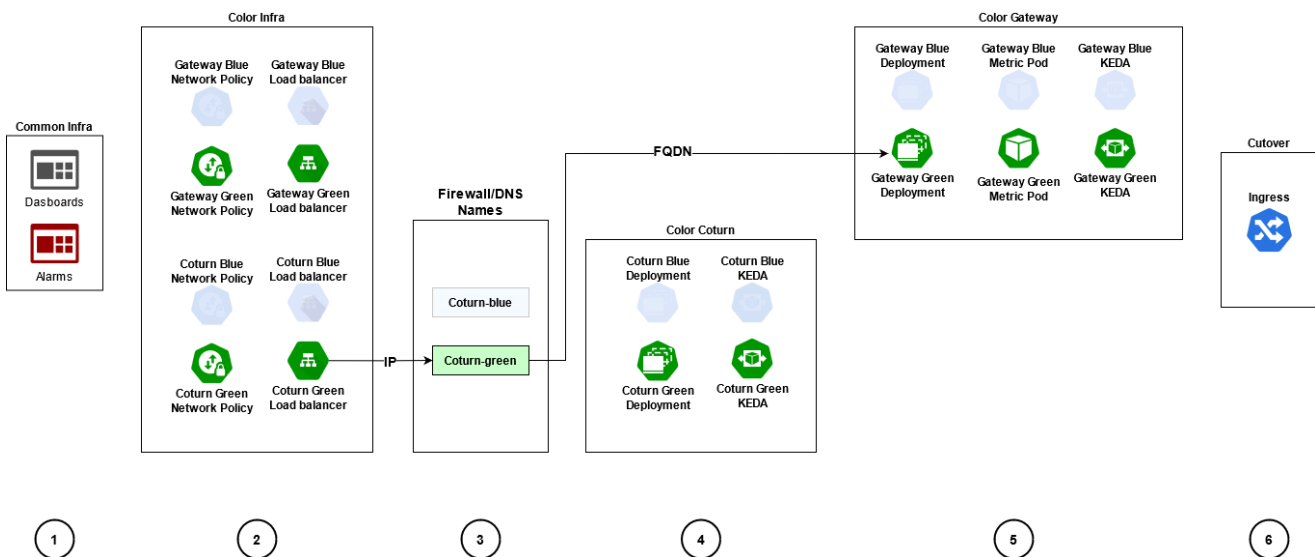 Color Infra
Color Gateway
Gateway Blue
Network Policy
Gateway Blue
Load balancer
Gateway Blue
Deployment
Gateway Blue
Metric Pod
Gateway Blue
KEDA
Common Infra
Dasboards
Alarms
Gateway Green
Network Policy
Gateway Green
Load balancer
Firewall/DNS
Names
FQDN
Gateway Green
Deployment
Gateway Green
Metric Pod
Gateway Green
KEDA
Cutover
Ingress
Color Coturn
Coturn Blue
Network Policy
Coturn Blue
Load balancer
Coturn-blue
Coturn Blue
Deployment
Coturn Blue
KEDA
IP
Coturn-green
Coturn Green
Network Policy
Coturn Green
Load balancer
Coturn Green
Deployment
Coturn Green
KEDA
1
2
3
4
5
6